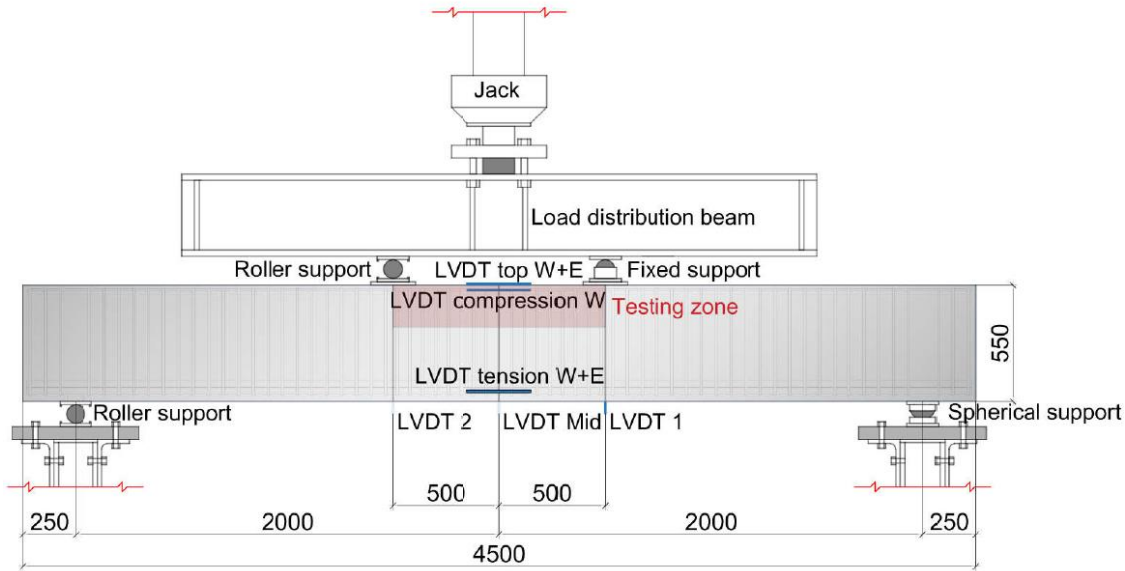 Jack
Load distribution beam
Roller support
LVDT top W+E
Fixed support
LVDT compression W
Testing zone
550
LVDT tension W+E
Roller support
LVDT 2
LVDT Mid
LVDT 1
Spherical support
500
500
250
2000
2000
250
4500